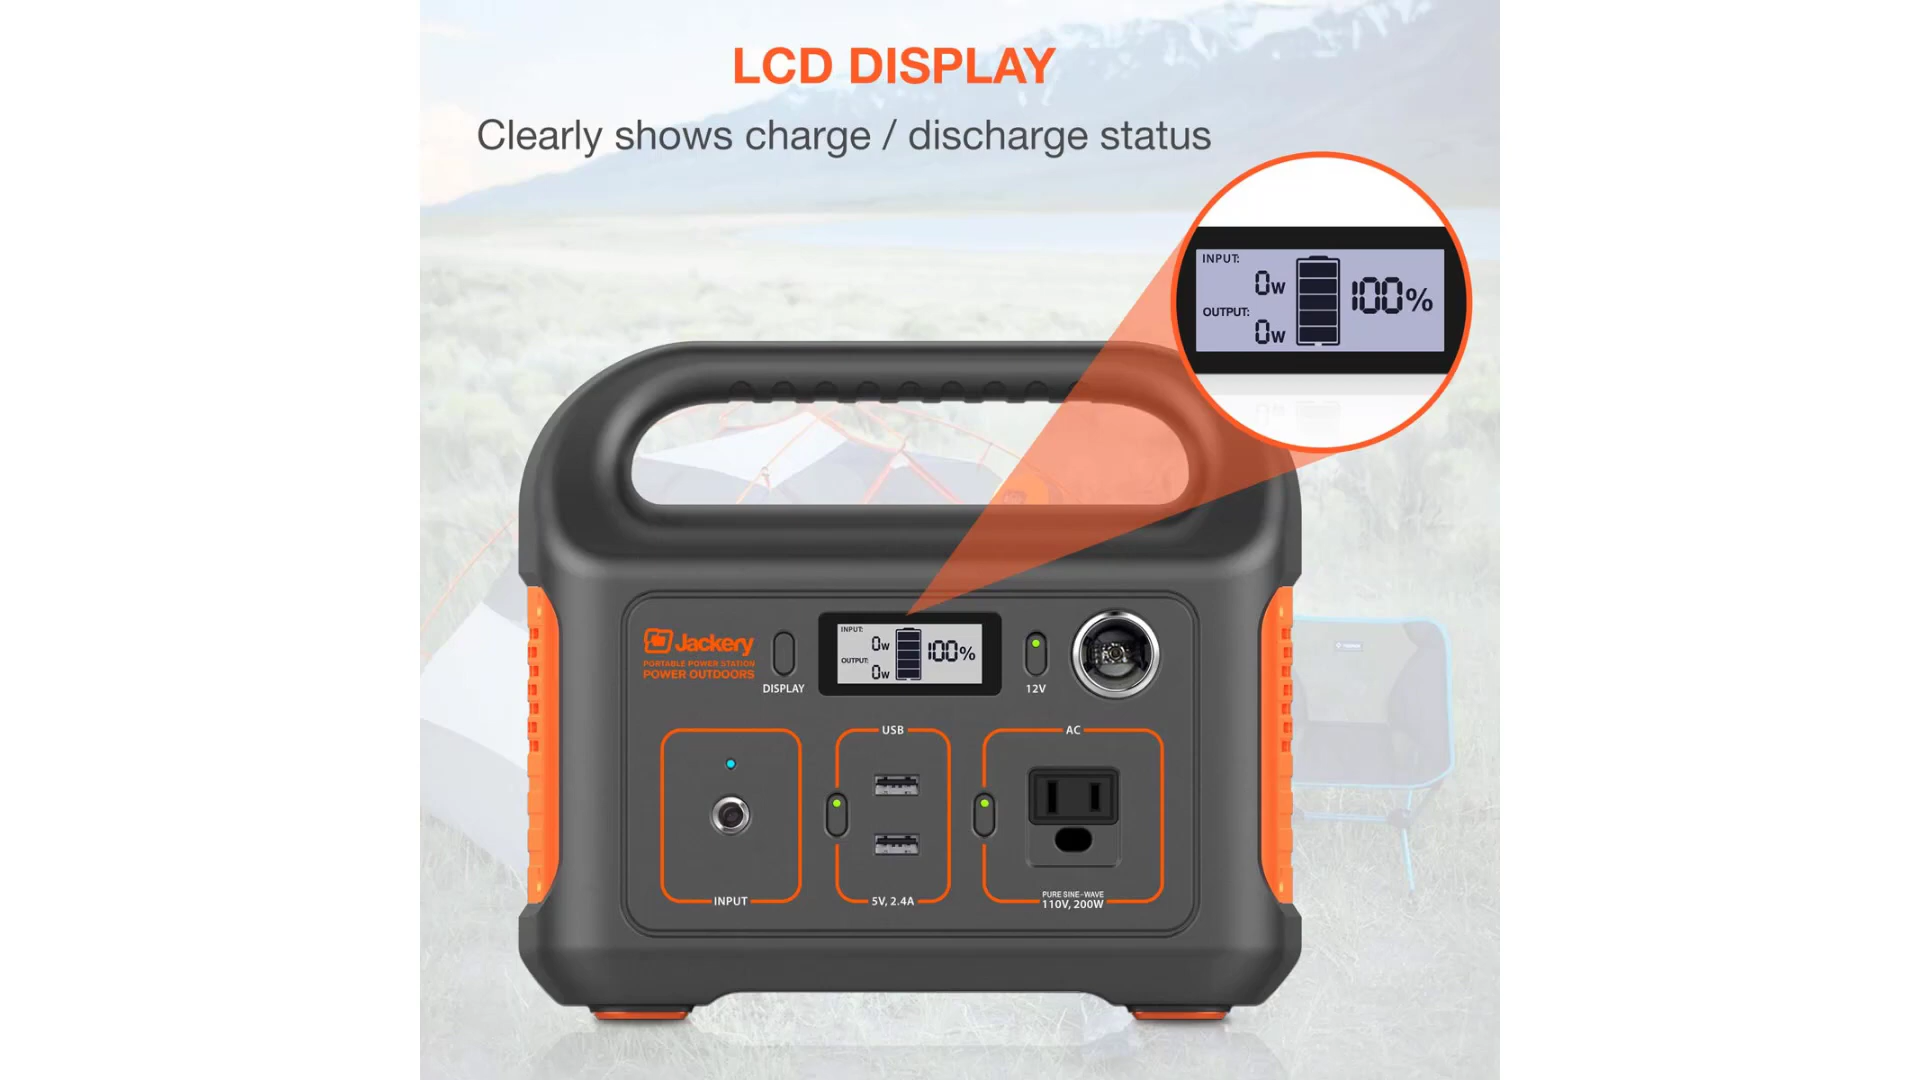 LCD DISPLAY
Clearly shows charge / discharge status
INPUT:
0W
OUTPUT:
0W
100%
Jackery
PORTABLE POWER STATION
POWER OUTDOORS
DISPLAY
INPUT:
0W
OUTPUT:
0W
100%
12V
USB
AC
INPUT
5V, 2.4A
PURE SINE-WAVE
110V, 200W